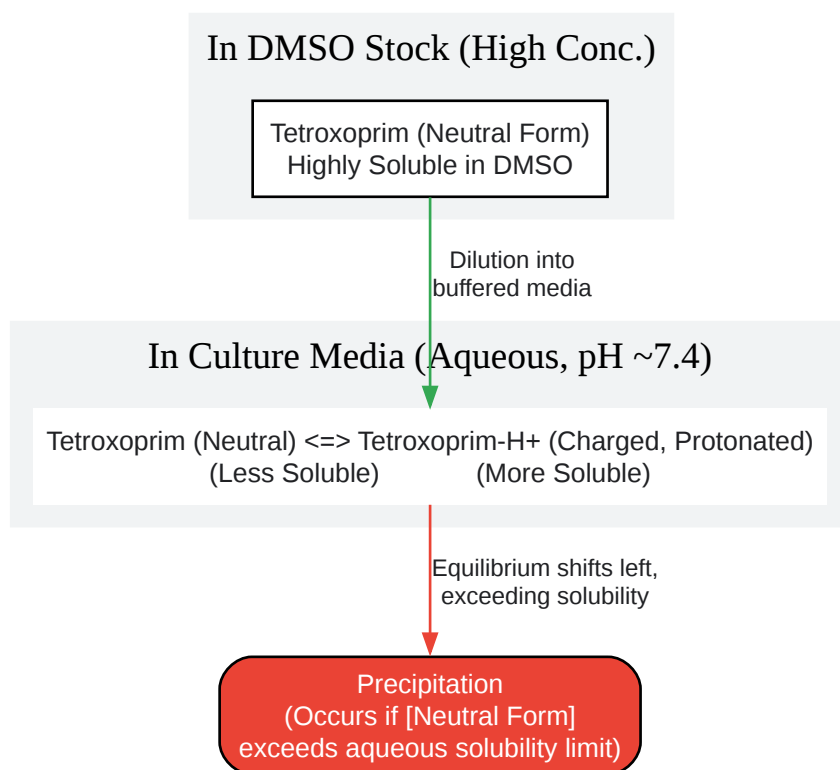 In DMSO Stock (High Conc.)
Tetroxoprim (Neutral Form)
Highly Soluble in DMSO
Dilution into
buffered media
In Culture Media (Aqueous, pH ~7.4)
Tetroxoprim (Neutral) <=> Tetroxoprim-H+ (Charged, Protonated)
(Less Soluble) (More Soluble)
Equilibrium shifts left,
exceeding solubility
Precipitation
(Occurs if [Neutral Form]
exceeds aqueous solubility limit)